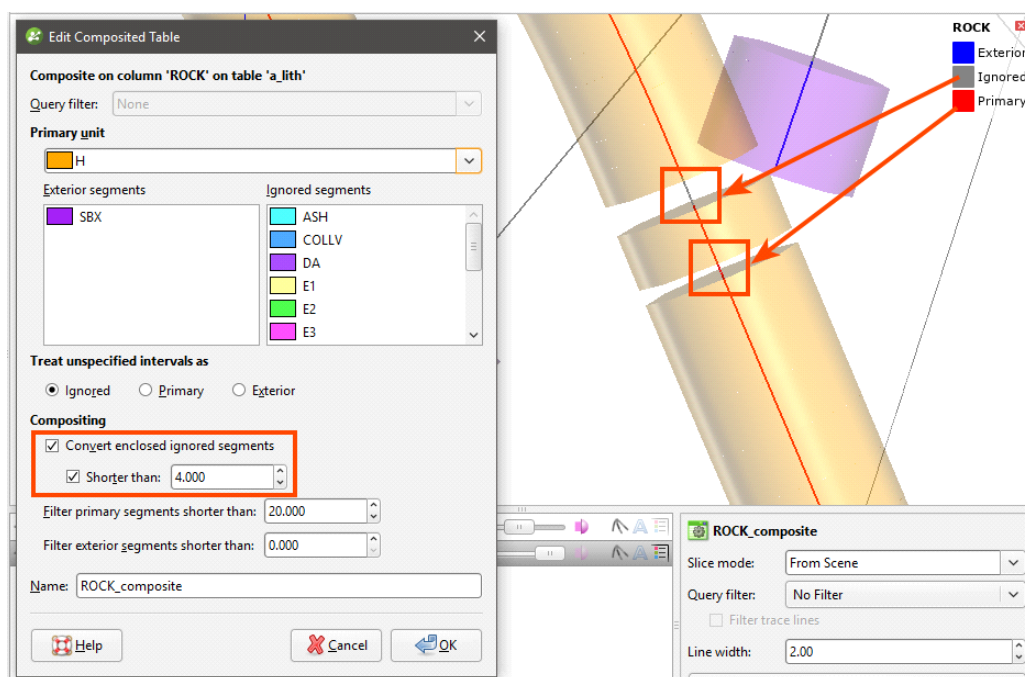 Edit Composited Table
Composite on column 'ROCK' on table 'a_lith'
Query filter: None
Primary unit
H
Exterior segments
SBX
Ignored segments
ASH
COLLV
DA
E1
E2
E3
Treat unspecified intervals as
Ignored Primary Exterior
Compositing
Convert enclosed ignored segments
Shorter than: 4.000
Filter primary segments shorter than: 20.000
Filter exterior segments shorter than: 0.000
Name: ROCK_composite
Help Cancel OK
ROCK
Exterior
Ignored
Primary
ROCK_composite
Slice mode: From Scene
Query filter: No Filter
Filter trace lines
Line width: 2.00